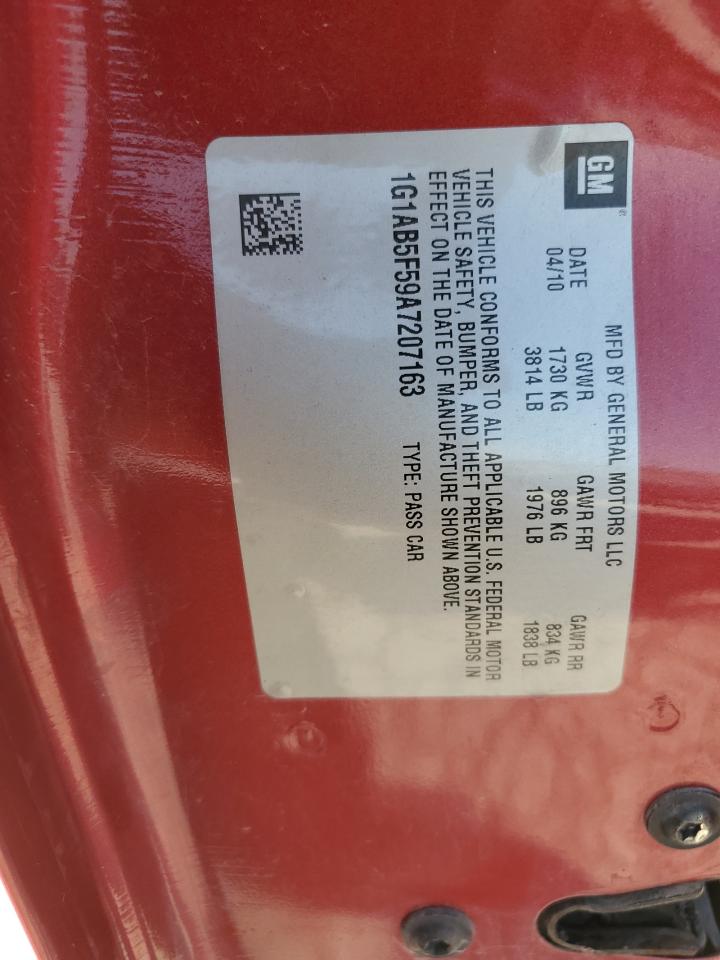 GM
MFD BY GENERAL MOTORS LLC
DATE GVWR GAWR FRT GAWR RR
04/10 1730 KG 896 KG 834 KG
3814 LB 1976 LB 1838 LB
THIS VEHICLE CONFORMS TO ALL APPLICABLE U.S. FEDERAL MOTOR
VEHICLE SAFETY, BUMPER, AND THEFT PREVENTION STANDARDS IN
EFFECT ON THE DATE OF MANUFACTURE SHOWN ABOVE.
1G1AB5F59A7207163 TYPE: PASS CAR